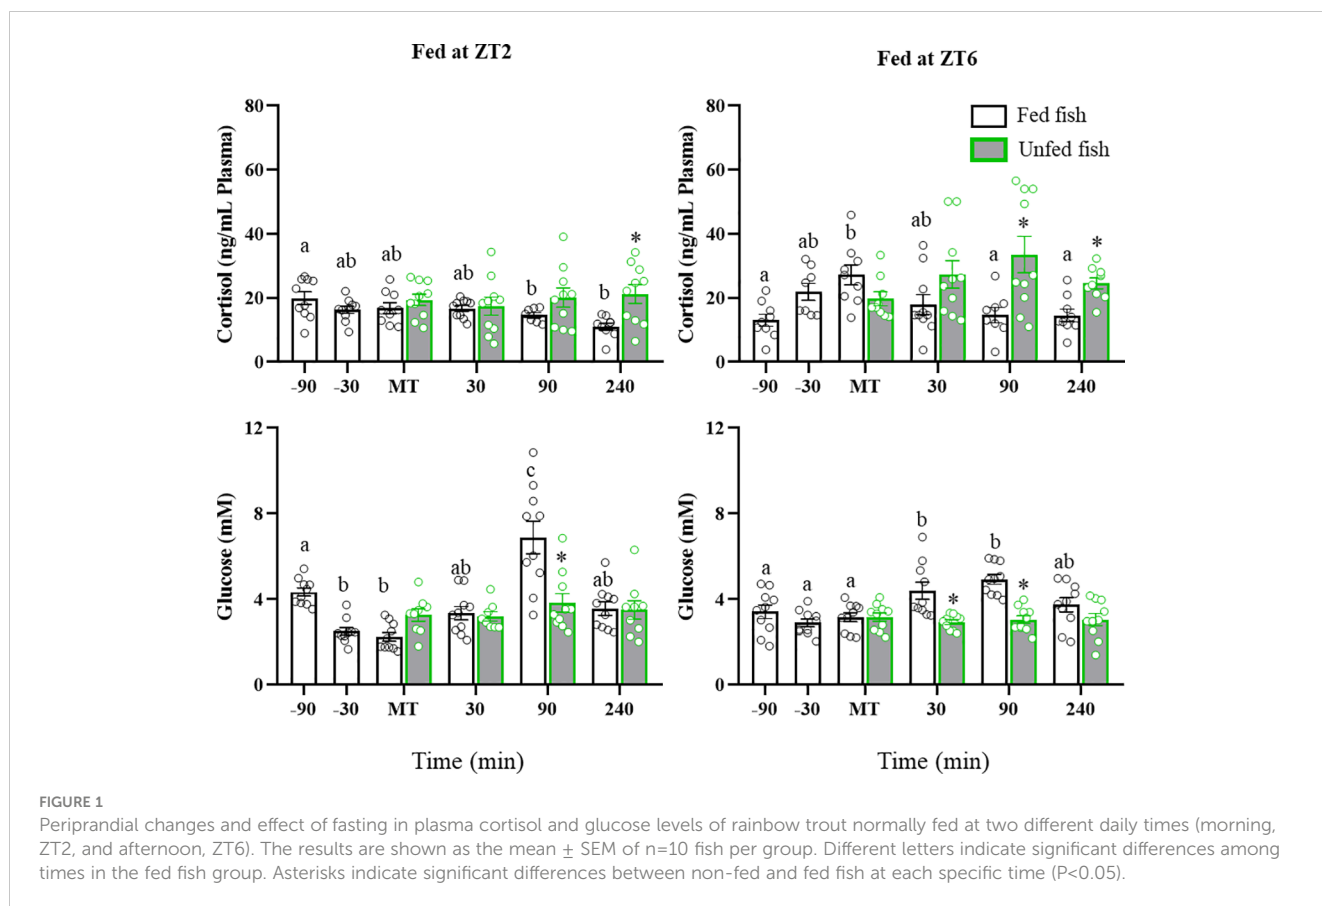 Fed at ZT2
Fed at ZT6
Fed fish
Unfed fish
Cortisol (ng/mL Plasma)
80
60
40
20
0
a
ab
ab
ab
b
b
*
-90
-30
MT
30
90
240
Cortisol (ng/mL Plasma)
80
60
40
20
0
a
ab
b
ab
a
*
a
*
-90
-30
MT
30
90
240
Glucose (mM)
12
8
4
0
a
b
b
ab
c
*
ab
-90
-30
MT
30
90
240
Time (min)
Glucose (mM)
12
8
4
0
a
a
a
b
*
b
*
ab
-90
-30
MT
30
90
240
Time (min)
FIGURE 1
Periprandial changes and effect of fasting in plasma cortisol and glucose levels of rainbow trout normally fed at two different daily times (morning,
ZT2, and afternoon, ZT6). The results are shown as the mean ± SEM of n=10 fish per group. Different letters indicate significant differences among
times in the fed fish group. Asterisks indicate significant differences between non-fed and fed fish at each specific time (P<0.05).